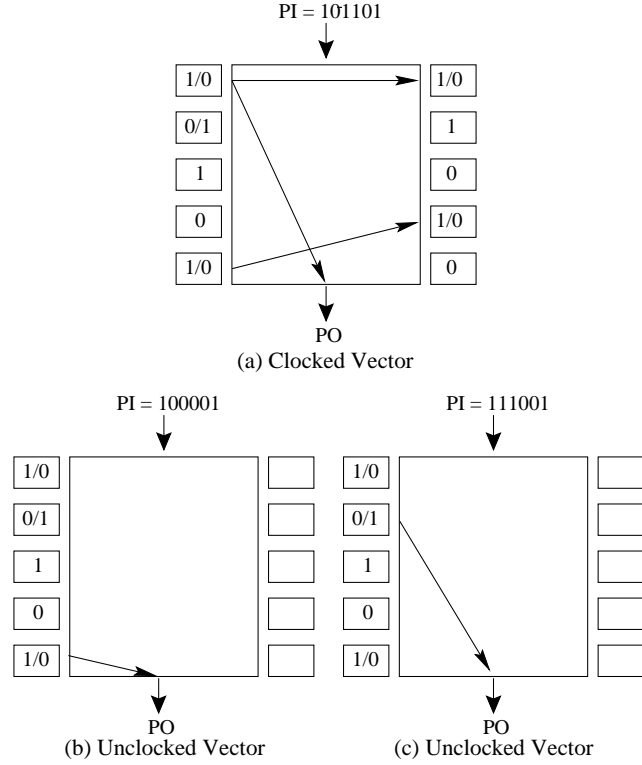 PI = 101101
1/0 1/0
0/1 1
1 0
0 1/0
1/0 0
PO
(a) Clocked Vector
PI = 100001 PI = 111001
1/0 1/0
0/1 0/1
1 1
0 0
1/0 1/0
PO PO
(b) Unclocked Vector (c) Unclocked Vector